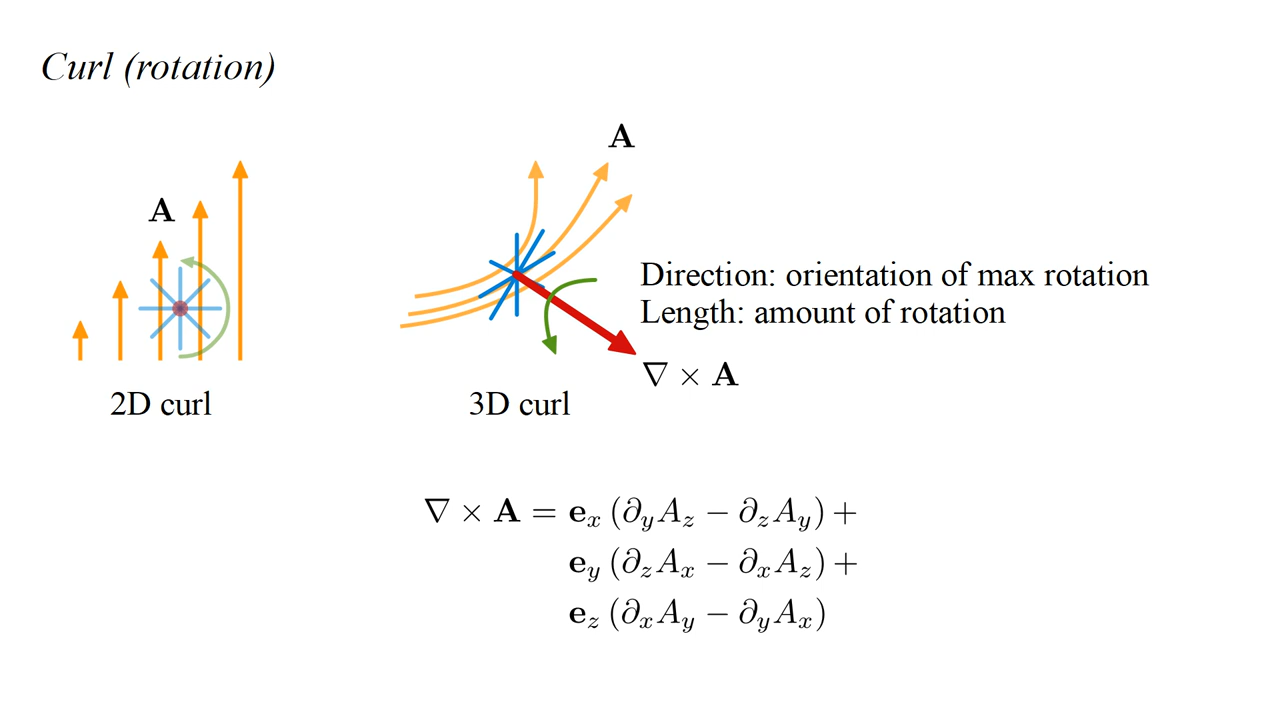 Curl (rotation)
A
A
Direction: orientation of max rotation
Length: amount of rotation
∇ × A
2D curl
3D curl
∇ × A = e_x (∂_y A_z − ∂_z A_y) +
e_y (∂_z A_x − ∂_x A_z) +
e_z (∂_x A_y − ∂_y A_x)